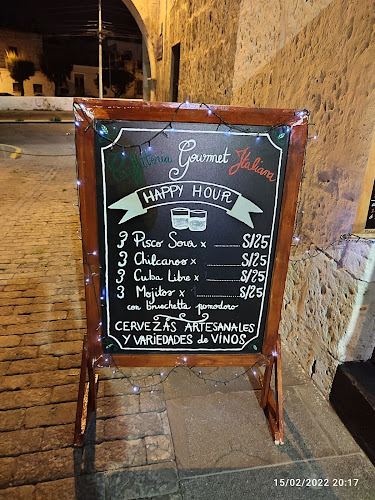 Caffetteria Gourmet Italiana
HAPPY HOUR
3 Pisco Sour x ........ S/25
3 Chilcanos x ........ S/25
3 Cuba Libre x ........ S/25
3 Mojitos x ........ S/25
con bruschetta pomodoro
CERVEZAS ARTESANALES
Y VARIEDADES de VINOS
15/02/2022 20:17